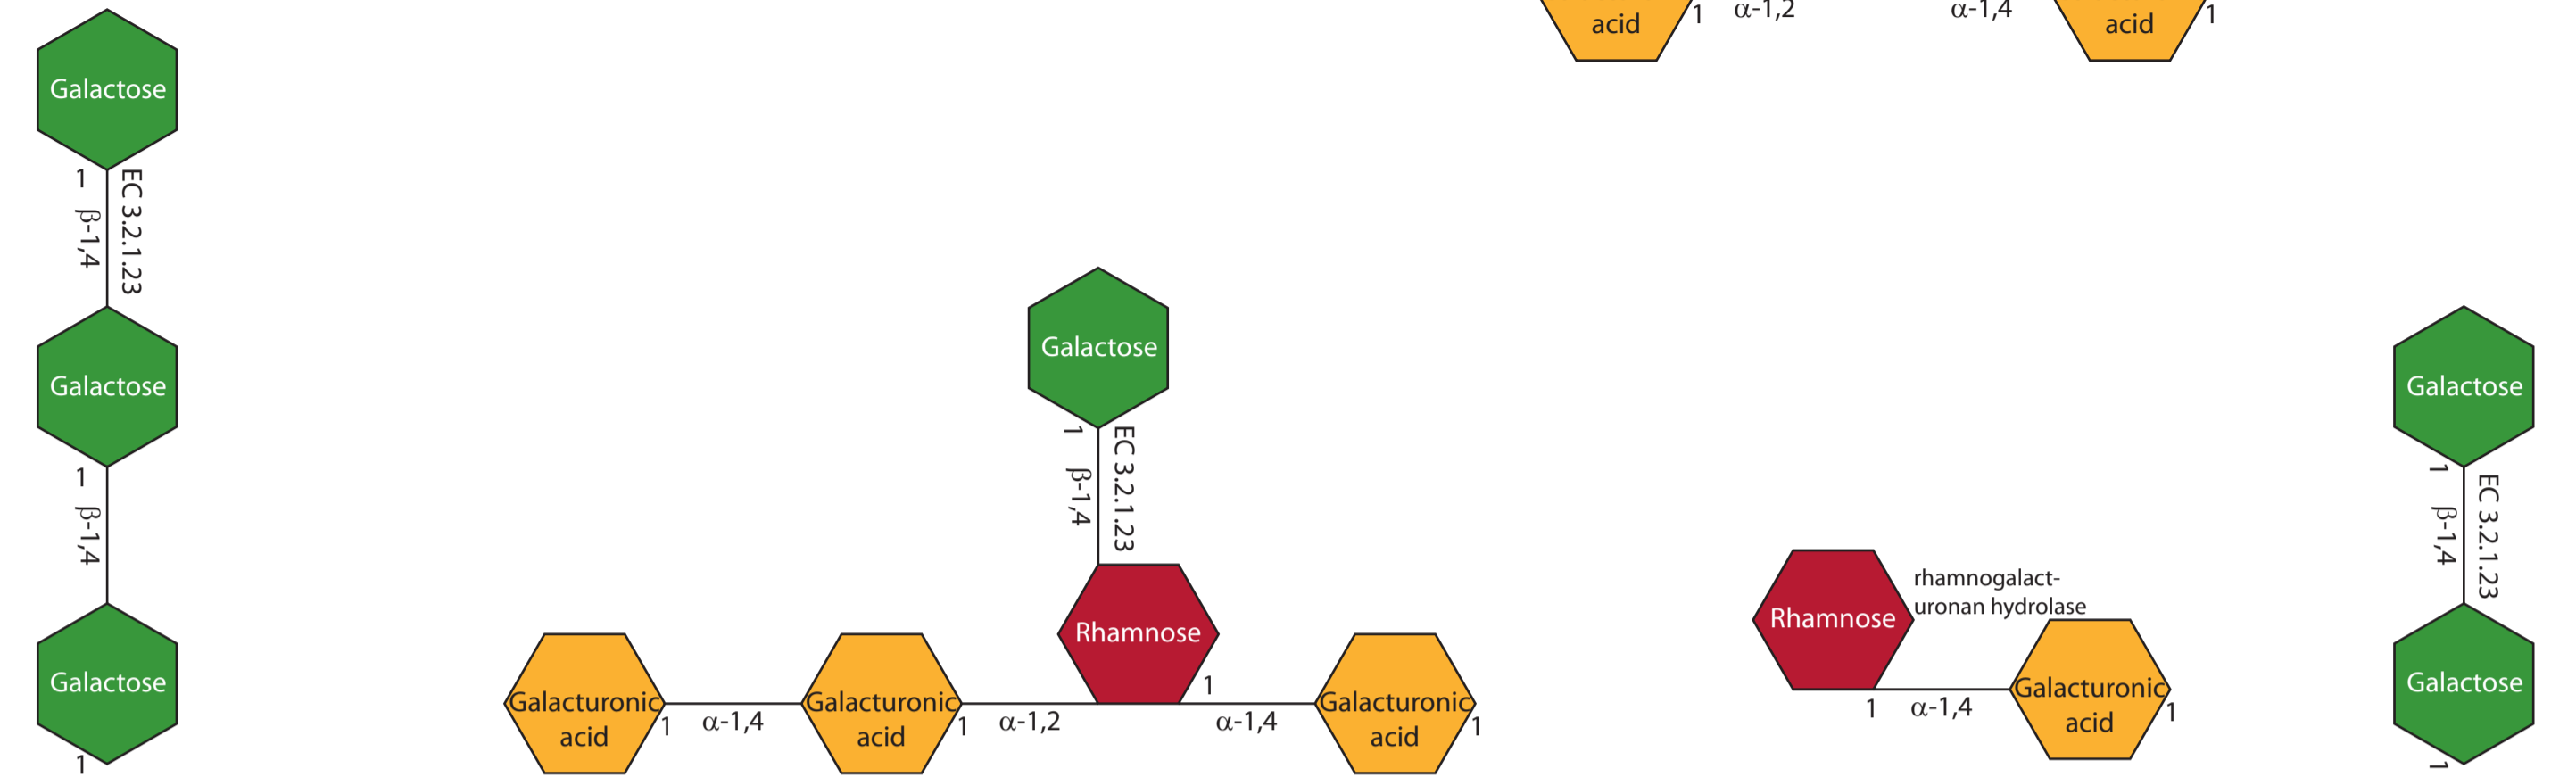 acid
1
α-1,2
α-1,4
acid
1
Galactose
1
β-1,4
EC 3.2.1.23
Galactose
1
β-1,4
Galactose
1
Galactose
1
β-1,4
EC 3.2.1.23
Rhamnose
1
Galacturonic
acid
1
α-1,4
Galacturonic
acid
1
α-1,2
α-1,4
Galacturonic
acid
1
Rhamnose
rhamnogalact-
uronan hydrolase
1
α-1,4
Galacturonic
acid
1
Galactose
1
β-1,4
EC 3.2.1.23
Galactose
1